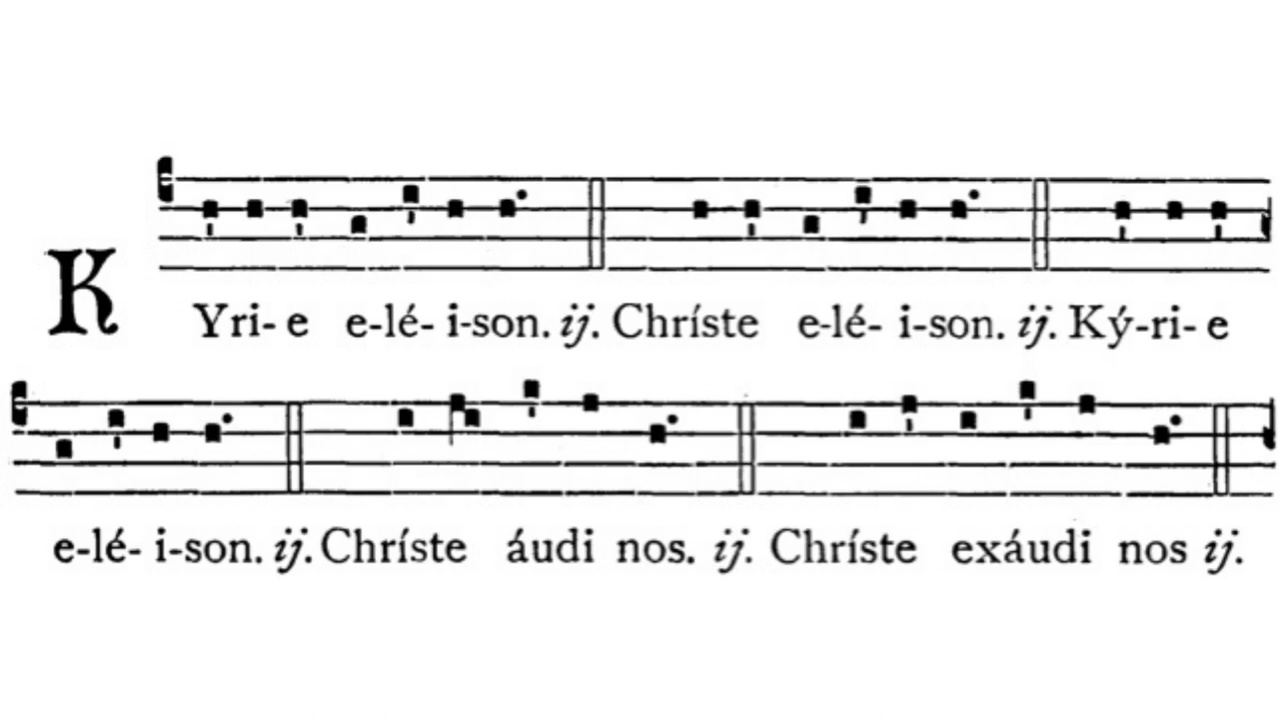 KYri- e e-lé- i-son. ij. Chríste e-lé- i-son. ij. Ký-ri- e
e-lé- i-son. ij. Chríste áudi nos. ij. Chríste exáudi nos ij.